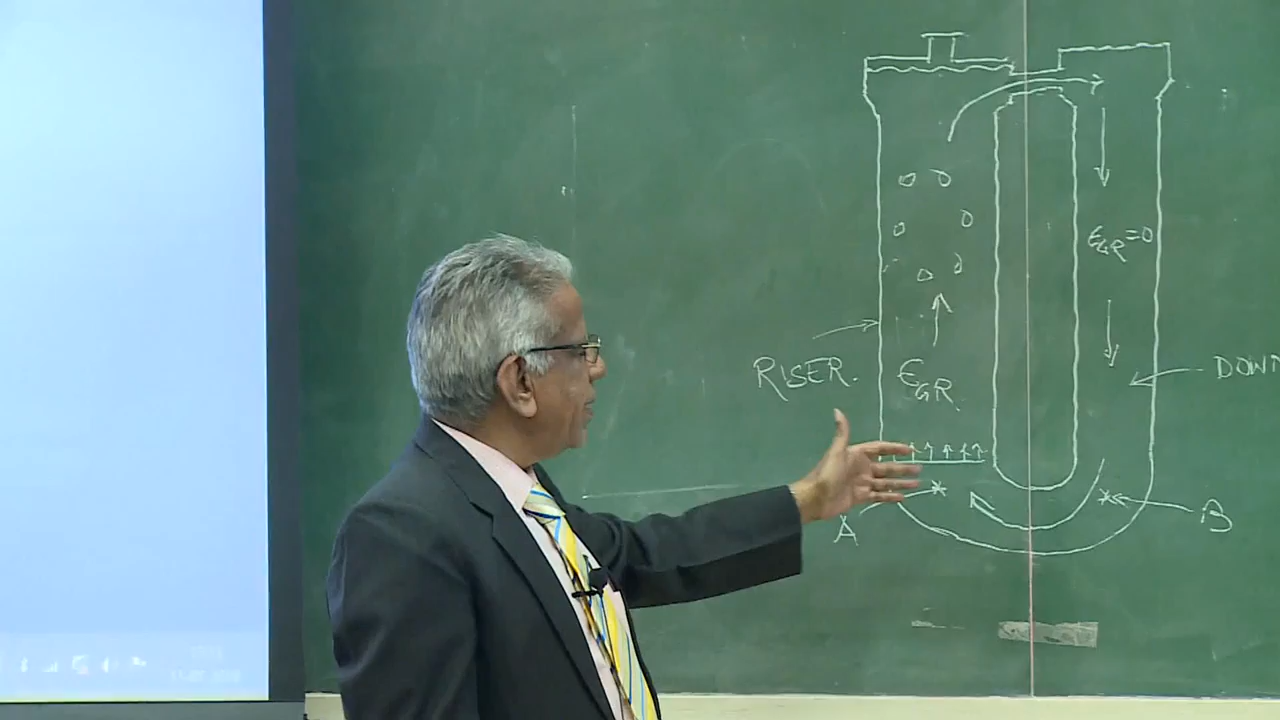 ϵ_GR=0
RISER.
ϵ_GR.
DOWN
A
B